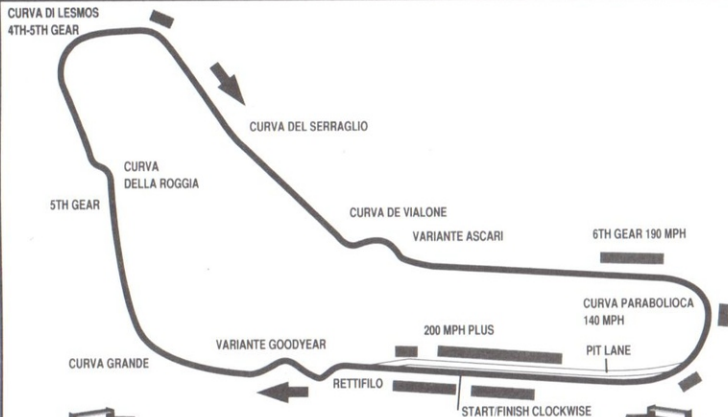 CURVA DI LESMOS
4TH-5TH GEAR
CURVA DEL SERRAGLIO
CURVA
DELLA ROGGIA
5TH GEAR
CURVA DE VIALONE
VARIANTE ASCARI
6TH GEAR 190 MPH
CURVA PARABOLIOCA
140 MPH
200 MPH PLUS
PIT LANE
VARIANTE GOODYEAR
CURVA GRANDE
RETTIFILO
START/FINISH CLOCKWISE